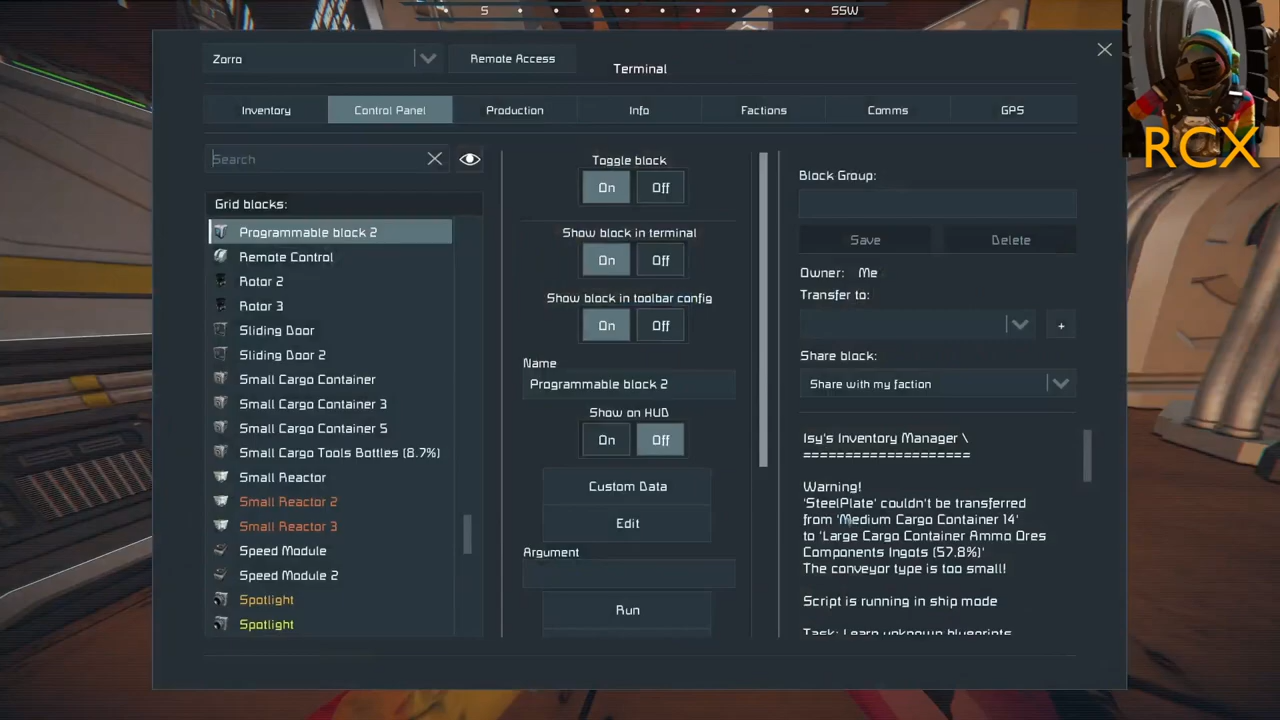 S
SSW
Zarra
Remote Access
Terminal
RCX
Inventory
Control Panel
Production
Info
Factions
Comms
GPS
Search
Grid blocks:
Programmable block 2
Remote Control
Rotor 2
Rotor 3
Sliding Door
Sliding Door 2
Small Cargo Container
Small Cargo Container 3
Small Cargo Container 5
Small Cargo Tools Bottles (8.7%)
Small Reactor
Small Reactor 2
Small Reactor 3
Speed Module
Speed Module 2
Spotlight
Spotlight
Toggle block
On Off
Show block in terminal
On Off
Show block in toolbar config
On Off
Name
Programmable block 2
Show on HUD
On Off
Custom Data
Edit
Argument
Run
Block Group:
Save Delete
Owner: Me
Transfer to:
+
Share block:
Share with my faction
Isy's Inventory Manager \
====================
Warning!
'SteelPlate' couldn't be transferred
from 'Medium Cargo Container 14'
to 'Large Cargo Container Ammo Ores
Components Ingots (57.8%)'
The conveyor type is too small!
Script is running in ship mode
Task: Learn unknown blueprints